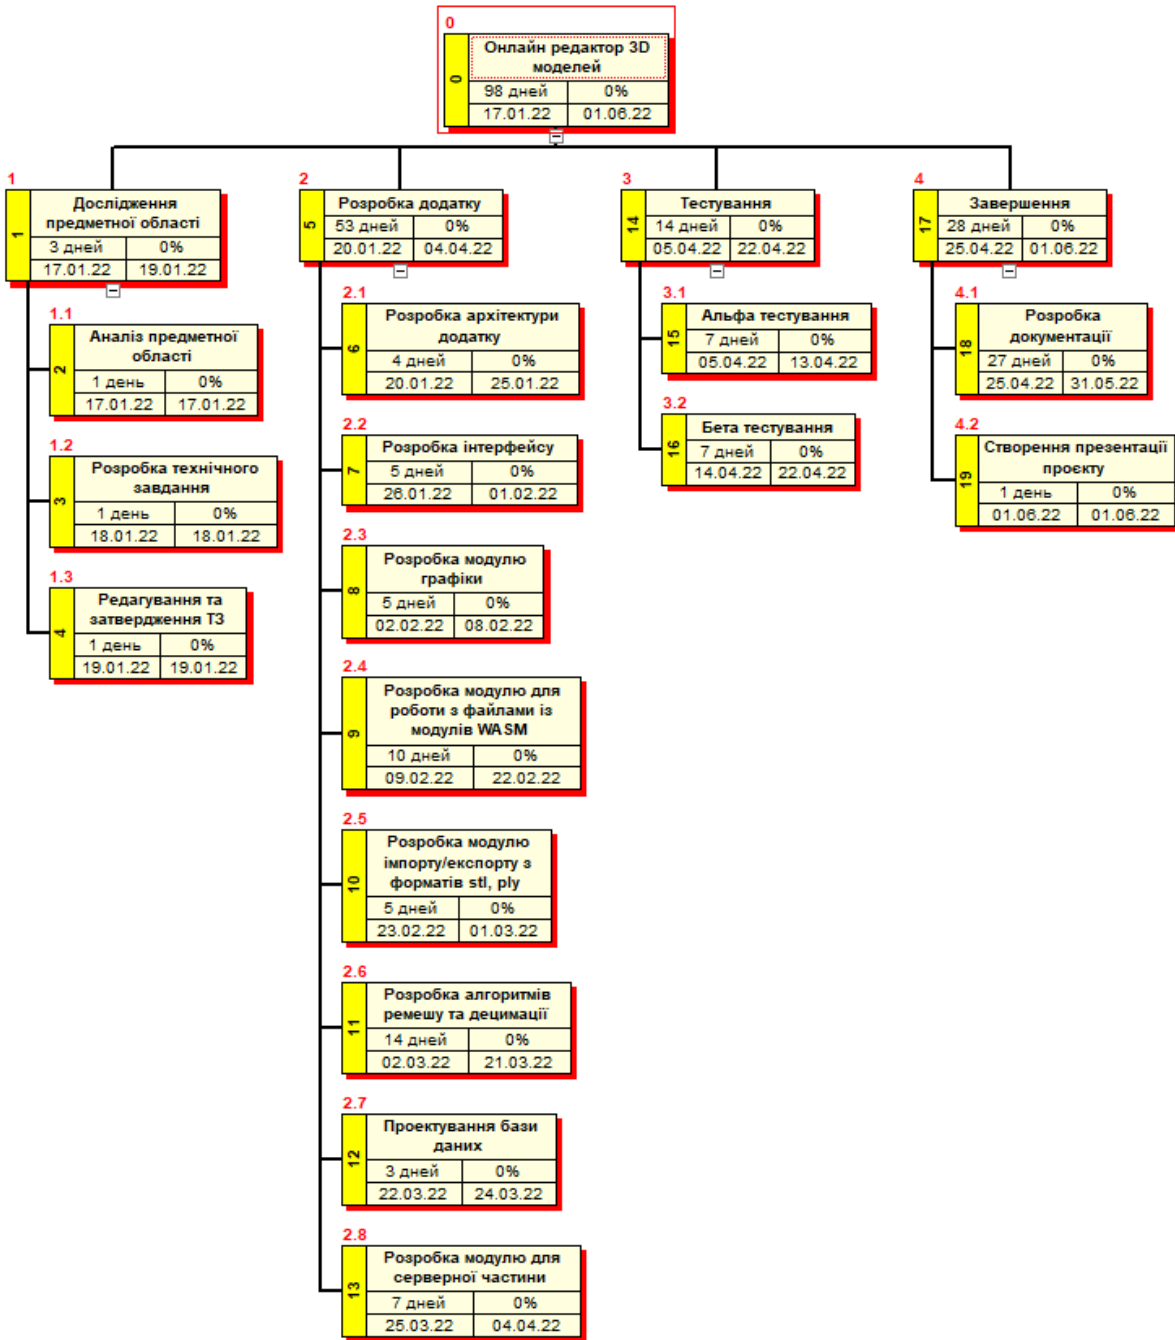 0
0
Онлайн редактор 3D
моделей
98 дней 0%
17.01.22 01.06.22
1
1
Дослідження
предметної області
3 дней 0%
17.01.22 19.01.22
1.1
2
Аналіз предметної
області
1 день 0%
17.01.22 17.01.22
1.2
3
Розробка технічного
завдання
1 день 0%
18.01.22 18.01.22
1.3
4
Редагування та
затвердження ТЗ
1 день 0%
19.01.22 19.01.22
2
5
Розробка додатку
53 дней 0%
20.01.22 04.04.22
2.1
6
Розробка архітектури
додатку
4 дней 0%
20.01.22 25.01.22
2.2
7
Розробка інтерфейсу
5 дней 0%
26.01.22 01.02.22
2.3
8
Розробка модулю
графіки
5 дней 0%
02.02.22 08.02.22
2.4
9
Розробка модулю для
роботи з файлами із
модулів WASM
10 дней 0%
09.02.22 22.02.22
2.5
10
Розробка модулю
імпорту/експорту з
форматів stl, ply
5 дней 0%
23.02.22 01.03.22
2.6
11
Розробка алгоритмів
ремешу та децимації
14 дней 0%
02.03.22 21.03.22
2.7
12
Проектування бази
даних
3 дней 0%
22.03.22 24.03.22
2.8
13
Розробка модулю для
серверної частини
7 дней 0%
25.03.22 04.04.22
3
14
Тестування
14 дней 0%
05.04.22 22.04.22
3.1
15
Альфа тестування
7 дней 0%
05.04.22 13.04.22
3.2
16
Бета тестування
7 дней 0%
14.04.22 22.04.22
4
17
Завершення
28 дней 0%
25.04.22 01.06.22
4.1
18
Розробка
документації
27 дней 0%
25.04.22 31.05.22
4.2
19
Створення презентації
проєкту
1 день 0%
01.06.22 01.06.22